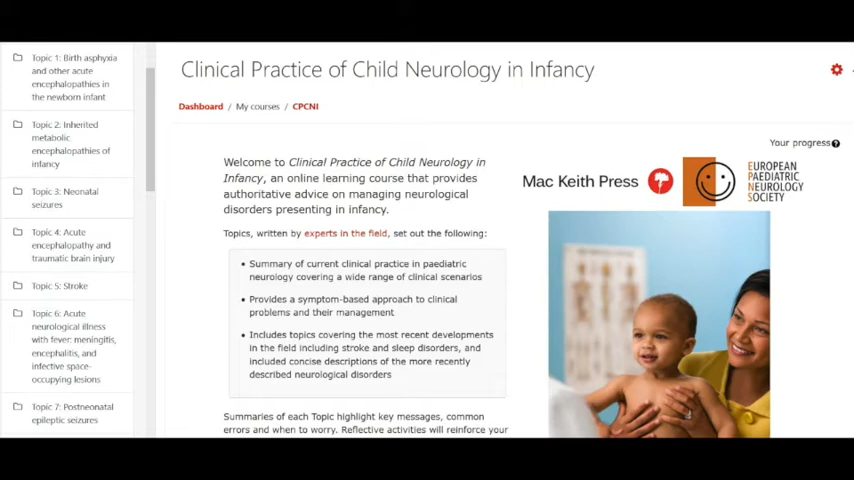 Topic 1: Birth asphyxia
and other acute
encephalopathies in
the newborn infant
Topic 2: Inherited
metabolic
encephalopathies of
infancy
Topic 3: Neonatal
seizures
Topic 4: Acute
encephalopathy and
traumatic brain injury
Topic 5: Stroke
Topic 6: Acute
neurological illness
with fever: meningitis,
encephalitis, and
infective space-
occupying lesions
Topic 7: Postneonatal
epileptic seizures
Clinical Practice of Child Neurology in Infancy
Dashboard / My courses / CPCNI
Your progress
Welcome to Clinical Practice of Child Neurology in
Infancy, an online learning course that provides
authoritative advice on managing neurological
disorders presenting in infancy.
Topics, written by experts in the field, set out the following:
• Summary of current clinical practice in paediatric
neurology covering a wide range of clinical scenarios
• Provides a symptom-based approach to clinical
problems and their management
• Includes topics covering the most recent developments
in the field including stroke and sleep disorders, and
included concise descriptions of the more recently
described neurological disorders
Summaries of each Topic highlight key messages, common
errors and when to worry. Reflective activities will reinforce your
Mac Keith Press
EUROPEAN
PAEDIATRIC
NEUROLOGY
SOCIETY